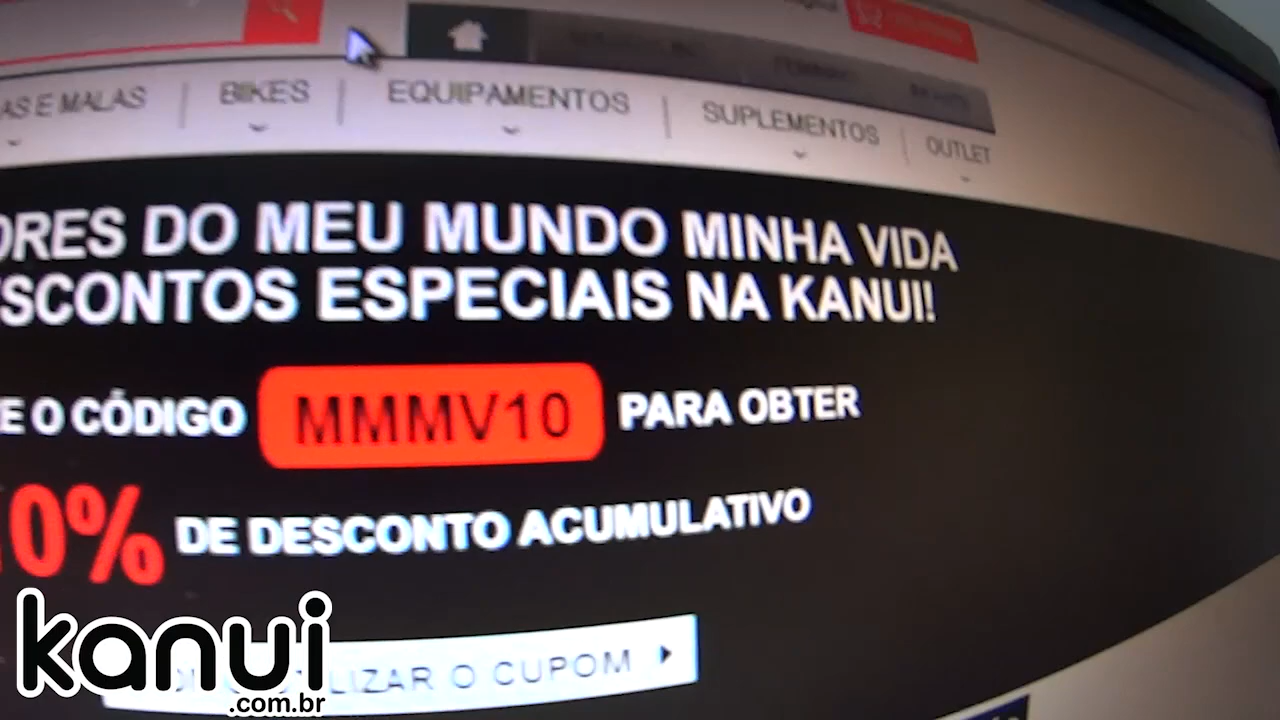 AS E MALAS BIKES EQUIPAMENTOS SUPLEMENTOS OUTLET
ORES DO MEU MUNDO MINHA VIDA
SCONTOS ESPECIAIS NA KANUI!
E O CÓDIGO MMMV10 PARA OBTER
10% DE DESCONTO ACUMULATIVO
LIZAR O CUPOM
kanui
.com.br